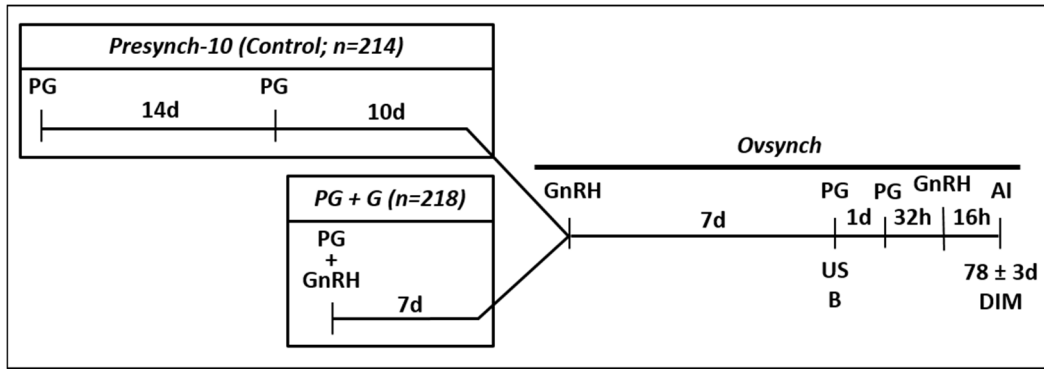 Presynch-10 (Control; n=214)
PG
PG
14d
10d
Ovsynch
GnRH
PG
PG
GnRH
AI
7d
1d
32h
16h
US
B
78 ± 3d
DIM
PG + G (n=218)
PG
+
GnRH
7d